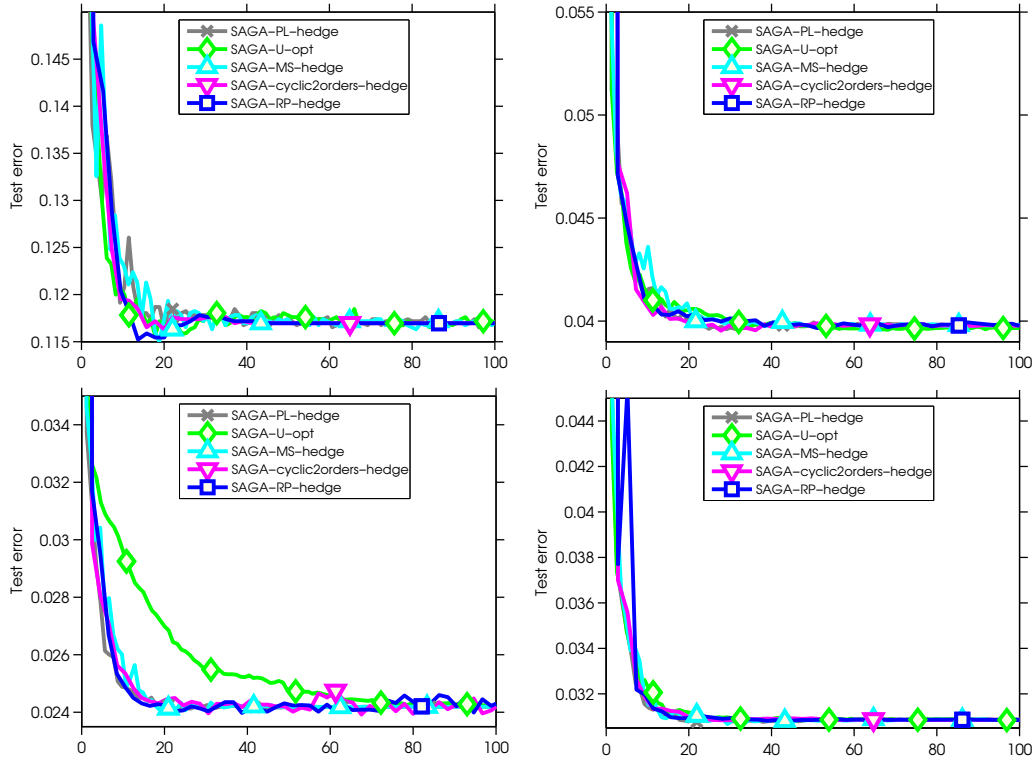 0.145
0.14
0.135
0.13
0.125
0.12
0.115
Test error
0 20 40 60 80 100
SAGA-PL-hedge
SAGA-U-opt
SAGA-MS-hedge
SAGA-cyclic2orders-hedge
SAGA-RP-hedge
0.055
0.05
0.045
0.04
Test error
0 20 40 60 80 100
SAGA-PL-hedge
SAGA-U-opt
SAGA-MS-hedge
SAGA-cyclic2orders-hedge
SAGA-RP-hedge
0.034
0.032
0.03
0.028
0.026
0.024
Test error
0 20 40 60 80 100
SAGA-PL-hedge
SAGA-U-opt
SAGA-MS-hedge
SAGA-cyclic2orders-hedge
SAGA-RP-hedge
0.044
0.042
0.04
0.038
0.036
0.034
0.032
Test error
0 20 40 60 80 100
SAGA-PL-hedge
SAGA-U-opt
SAGA-MS-hedge
SAGA-cyclic2orders-hedge
SAGA-RP-hedge